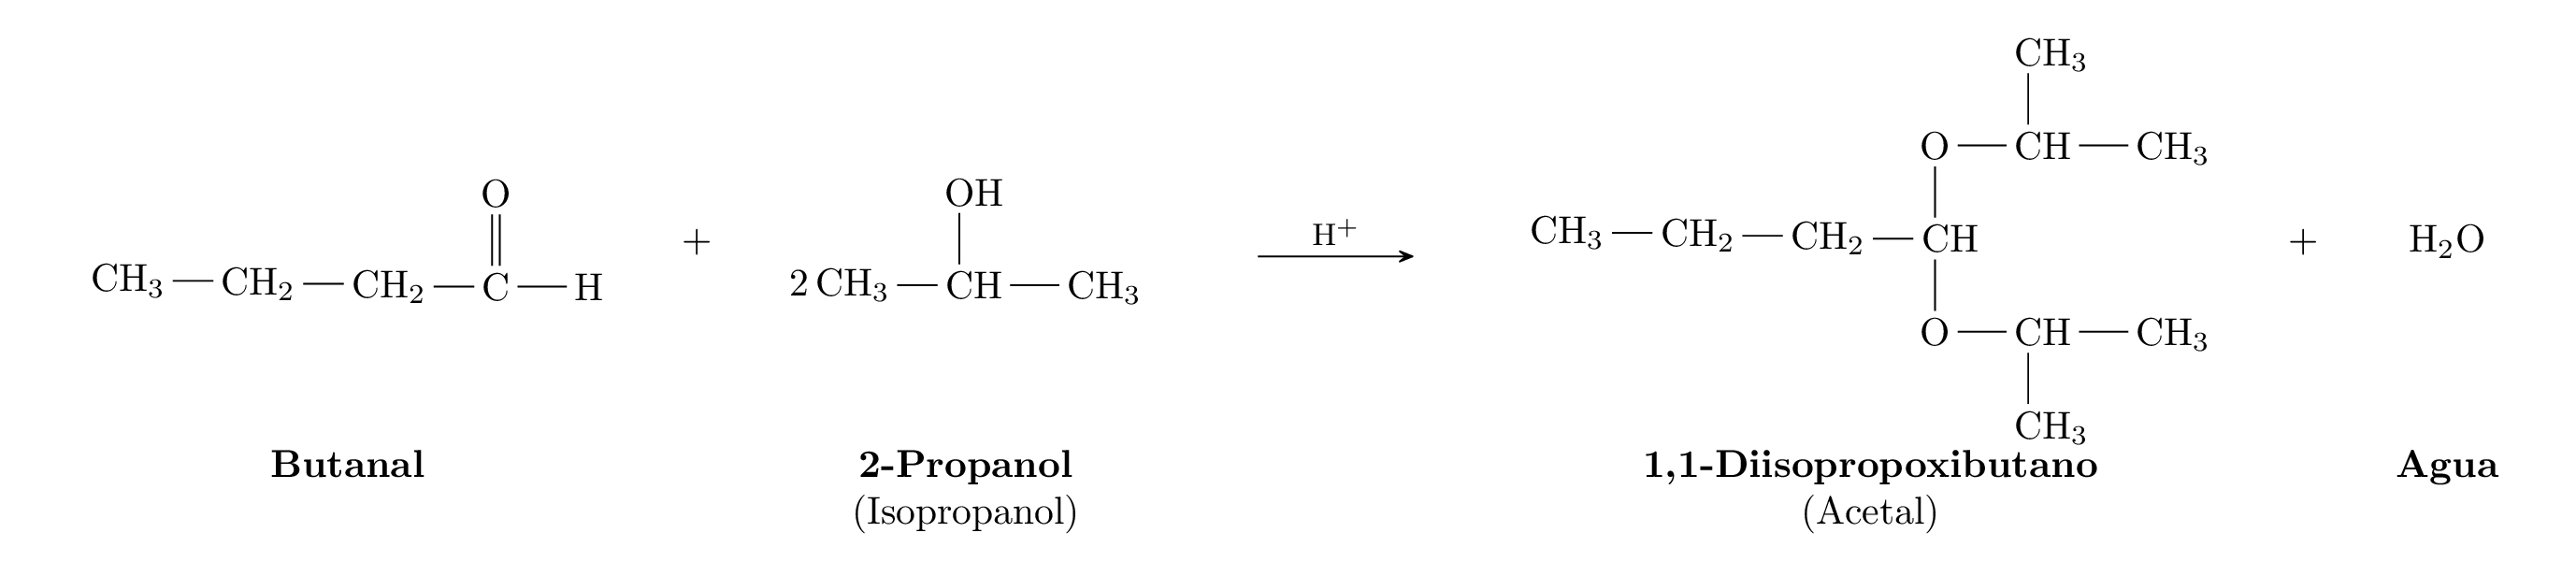 CH₃
O — CH — CH₃
O
OH
CH₃ — CH₂ — CH₂ — C — H
+
2 CH₃ — CH — CH₃
H⁺
CH₃ — CH₂ — CH₂ — CH
+
H₂O
O — CH — CH₃
CH₃
Butanal
2-Propanol
(Isopropanol)
1,1-Diisopropoxibutano
(Acetal)
Agua